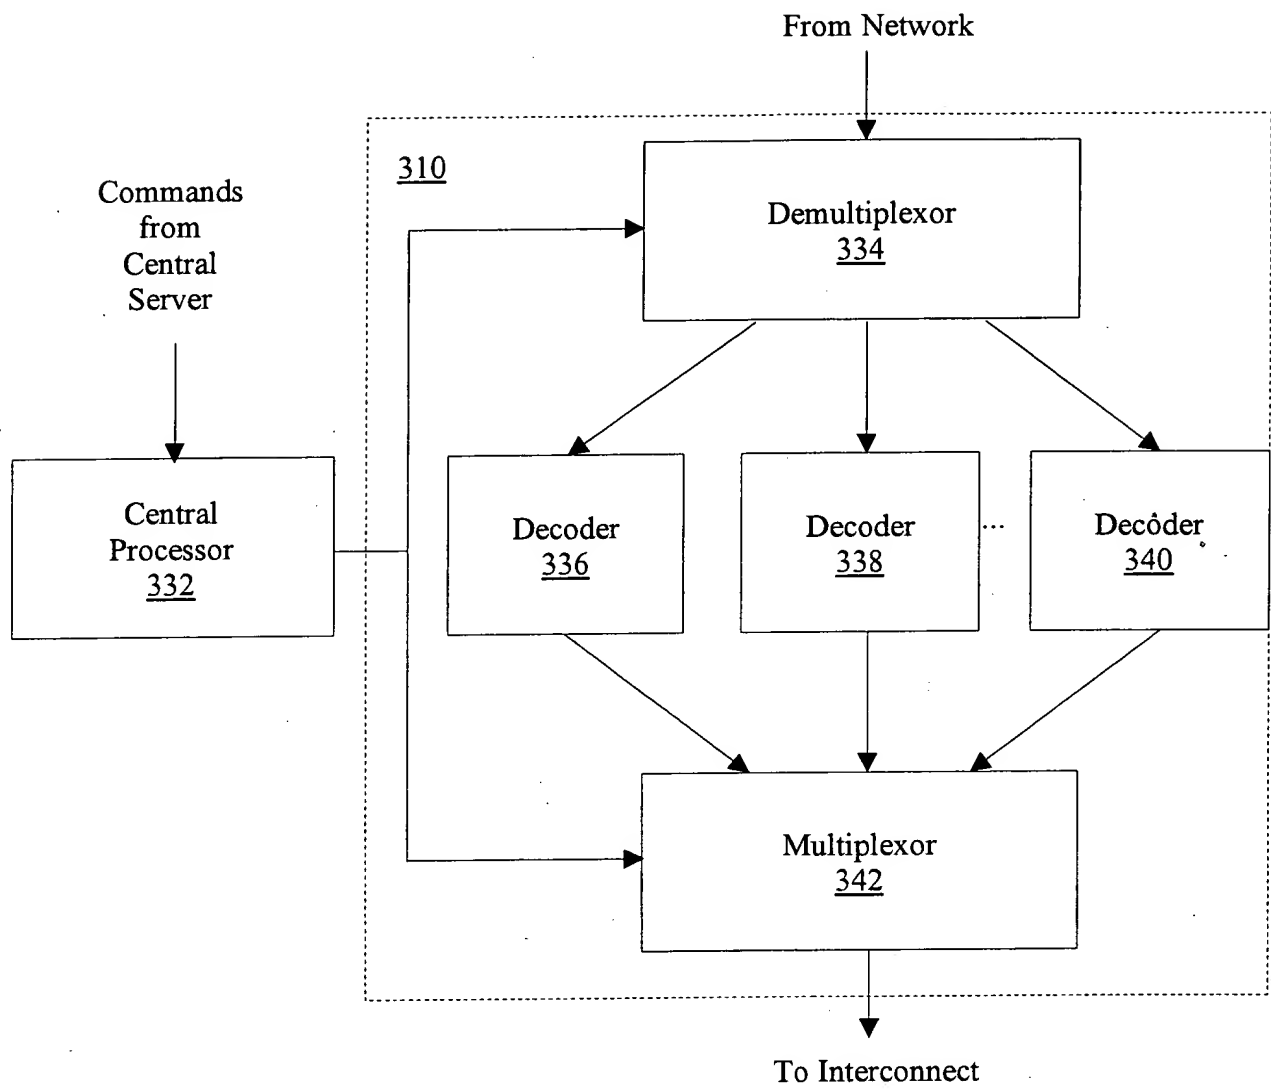 From Network
310
Commands
from
Central
Server
Demultiplexor
334
Central
Processor
332
Decoder
336
Decoder
338
...
Decoder
340
Multiplexor
342
To Interconnect